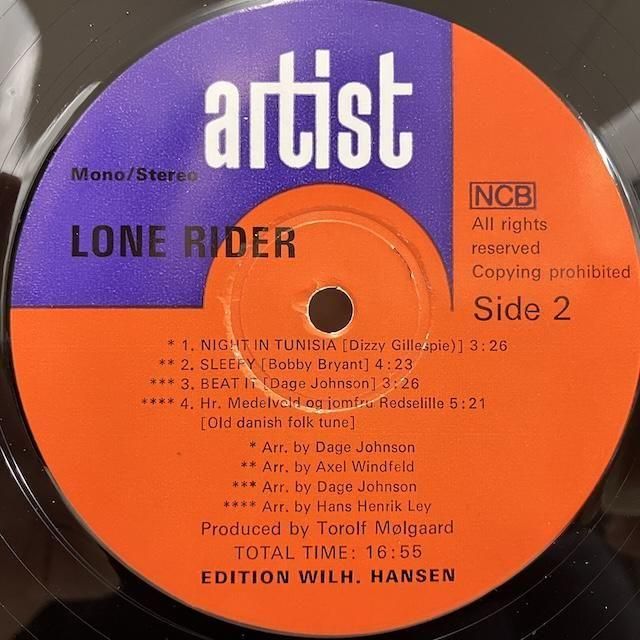 artist
Mono/Stereo
LONE RIDER
NCB
All rights
reserved
Copying prohibited
Side 2
* 1. NIGHT IN TUNISIA [Dizzy Gillespie)] 3:26
** 2. SLEEPY [Bobby Bryant] 4:23
*** 3. BEAT IT [Dage Johnson] 3:26
**** 4. Hr. Medelvold og jomfru Redselille 5:21
[Old danish folk tune]
* Arr. by Dage Johnson
** Arr. by Axel Windfeld
*** Arr. by Dage Johnson
**** Arr. by Hans Henrik Ley
Produced by Torolf Mølgaard
TOTAL TIME: 16:55
EDITION WILH. HANSEN